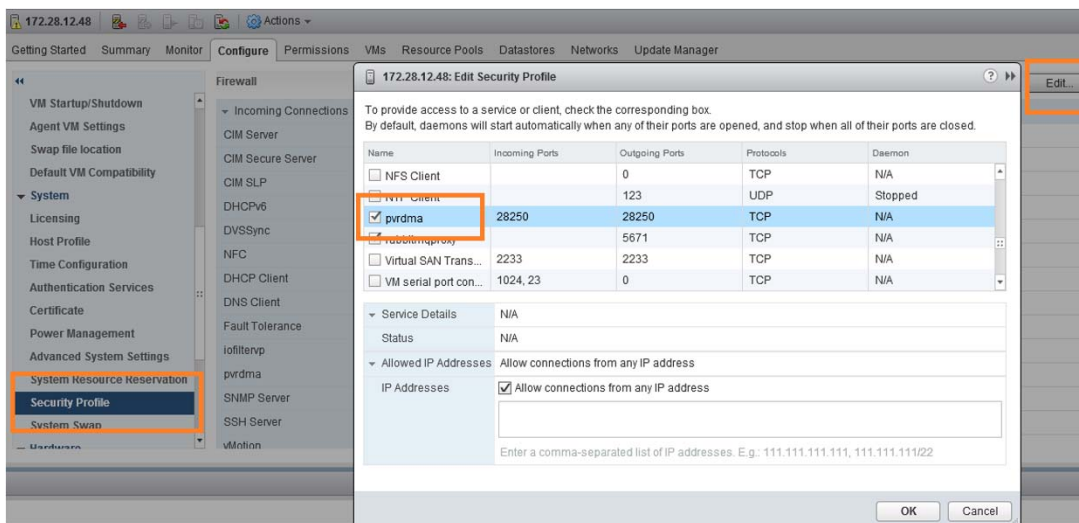 172.28.12.48 Actions
Getting Started Summary Monitor Configure Permissions VMs Resource Pools Datastores Networks Update Manager
VM Startup/Shutdown
Agent VM Settings
Swap file location
Default VM Compatibility
System
Licensing
Host Profile
Time Configuration
Authentication Services
Certificate
Power Management
Advanced System Settings
System Resource Reservation
Security Profile
System Swap
Hardware
Firewall
Edit...
Incoming Connections
CIM Server
CIM Secure Server
CIM SLP
DHCPv6
DVSSync
NFC
DHCP Client
DNS Client
Fault Tolerance
iofiltervp
pvrdma
SNMP Server
SSH Server
vMotion
172.28.12.48: Edit Security Profile
To provide access to a service or client, check the corresponding box.
By default, daemons will start automatically when any of their ports are opened, and stop when all of their ports are closed.
Name Incoming Ports Outgoing Ports Protocols Daemon
NFS Client 0 TCP N/A
NTP Client 123 UDP Stopped
pvrdma 28250 28250 TCP N/A
rabbitmqproxy 5671 TCP N/A
Virtual SAN Trans... 2233 2233 TCP N/A
VM serial port con... 1024, 23 0 TCP N/A
Service Details N/A
Status N/A
Allowed IP Addresses Allow connections from any IP address
IP Addresses Allow connections from any IP address
Enter a comma-separated list of IP addresses. E.g.: 111.111.111.111, 111.111.111/22
OK Cancel